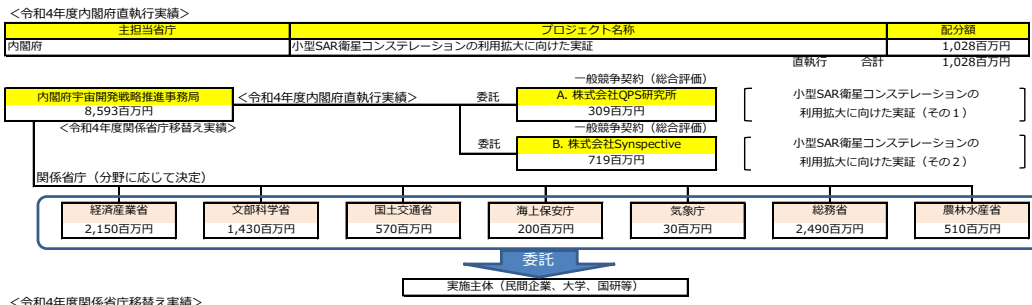 ＜令和4年度内閣府直執行実績＞
主担当省庁 プロジェクト名称 配分額
内閣府 小型SAR衛星コンステレーションの利用拡大に向けた実証 1,028百万円
直執行 合計 1,028百万円
一般競争契約（総合評価）
内閣府宇宙開発戦略推進事務局 ＜令和4年度内閣府直執行実績＞ 委託 A. 株式会社QPS研究所 小型SAR衛星コンステレーションの
8,593百万円 309百万円 利用拡大に向けた実証（その１）
＜令和4年度関係省庁移替え実績＞ 一般競争契約（総合評価）
委託 B. 株式会社Synspective 小型SAR衛星コンステレーションの
719百万円 利用拡大に向けた実証（その２）
関係省庁（分野に応じて決定）
経済産業省 文部科学省 国土交通省 海上保安庁 気象庁 総務省 農林水産省
2,150百万円 1,430百万円 570百万円 200百万円 30百万円 2,490百万円 510百万円
委託
実施主体（民間企業、大学、国研等）
＜令和4年度関係省庁移替え実績＞